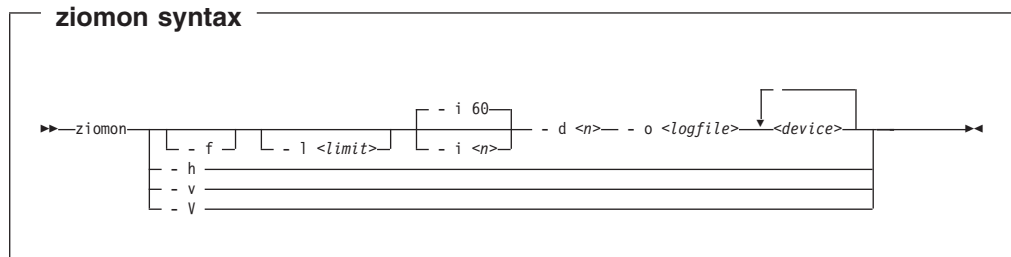 ziomon syntax
- i 60
ziomon - d <n> - o <logfile> <device>
- f - l <limit> - i <n>
- h
- v
- V